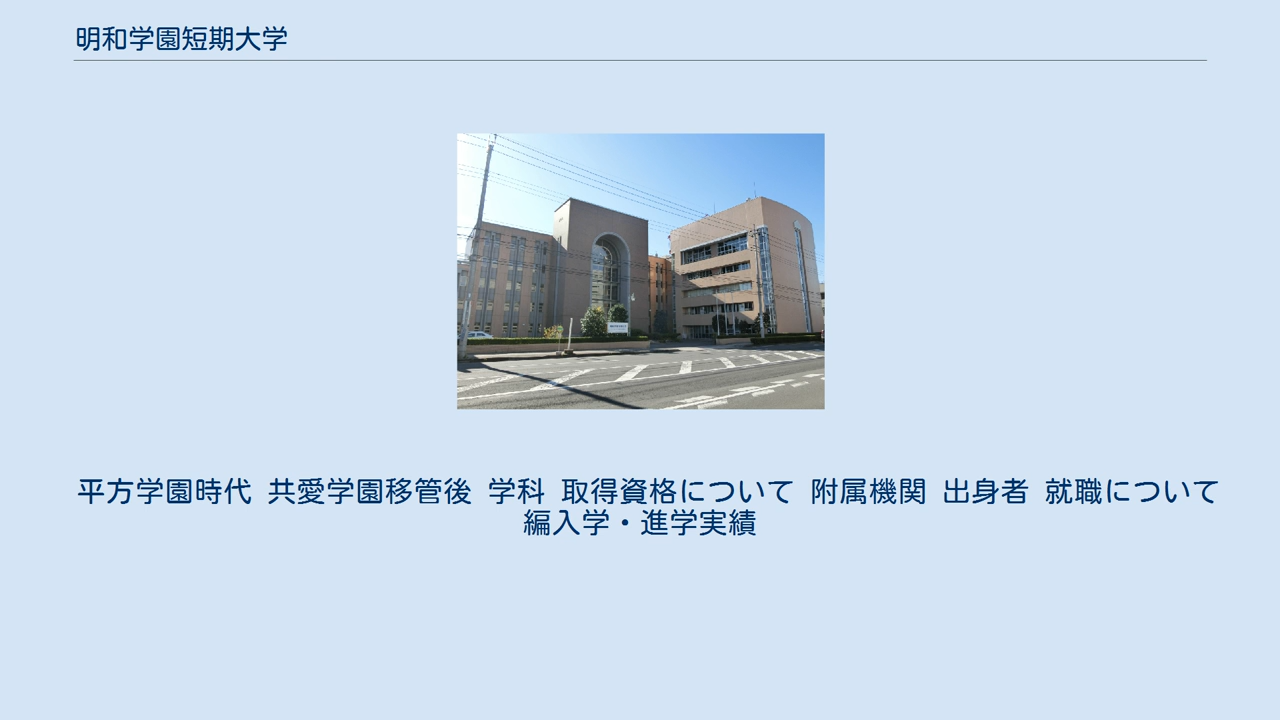 明和学園短期大学
平方学園時代 共愛学園移管後 学科 取得資格について 附属機関 出身者 就職について
編入学・進学実績